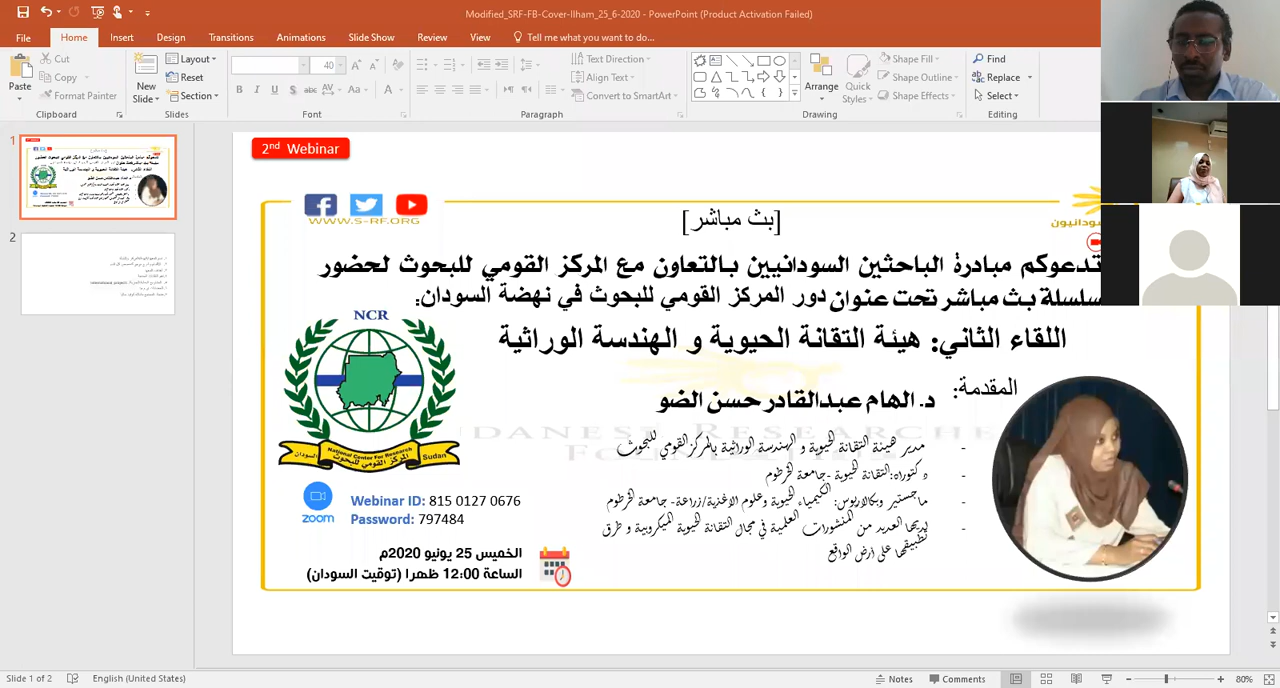 Modified_SRF-FB-Cover-Ilham_25_6-2020 - PowerPoint (Product Activation Failed)
File Home Insert Design Transitions Animations Slide Show Review View Tell me what you want to do...
Cut
Copy
Format Painter
Paste
Clipboard
New Slide
Layout
Reset
Section
Slides
40
B I U S abc AV Aa A
Font
Text Direction
Align Text
Convert to SmartArt
Paragraph
Arrange
Quick Styles
Shape Fill
Shape Outline
Shape Effects
Drawing
Find
Replace
Select
Editing
1
2
2nd Webinar
WWW.S-RF.ORG
[بث مباشر]
سودانيون
تدعوكم مبادرة الباحثين السودانيين بالتعاون مع المركز القومي للبحوث لحضور
سلسلة بث مباشر تحت عنوان دور المركز القومي للبحوث في نهضة السودان:
اللقاء الثاني: هيئة التقانة الحيوية و الهندسة الوراثية
المقدمة: د. الهام عبدالقادر حسن الضو
- مدير هيئة التقانة الحيوية و الهندسة الوراثية بالمركز القومي للبحوث
- دكتوراه: التقانة الحيوية - جامعة الخرطوم
- ماجستير وبكالاريوس: الكيمياء الحيوية وعلوم الاغذية/زراعة- جامعة الخرطوم
- لديها العديد من المنشورات العلمية في مجال التقانة الحيوية الميكروبية و طرق
تطبيقها على ارض الواقع
NCR
National Center For Research
المركز القومي للبحوث
السودان
Sudan
zoom
Webinar ID: 815 0127 0676
Password: 797484
الخميس 25 يونيو 2020م
الساعة 12:00 ظهرا (توقيت السودان)
Slide 1 of 2 English (United States) Notes Comments 80%